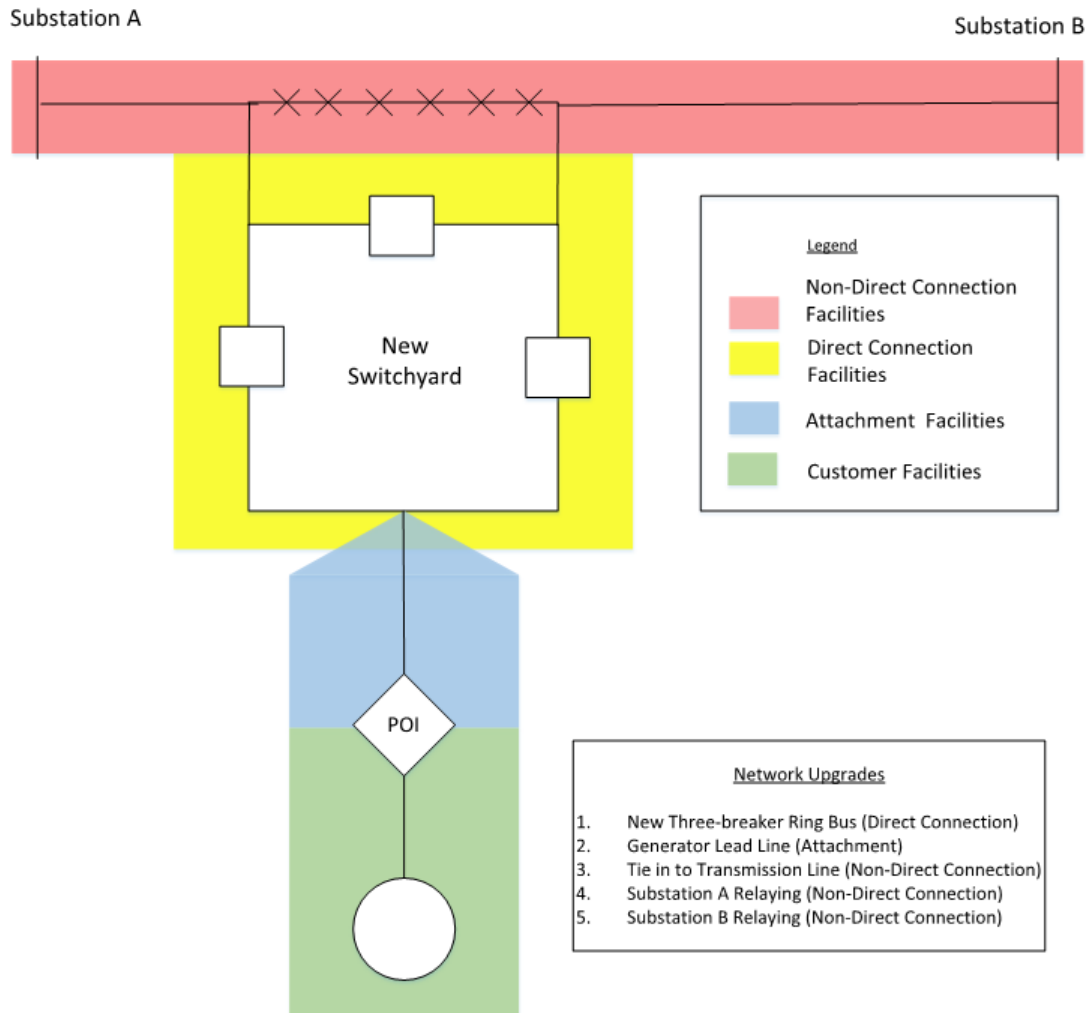 Substation A
Substation B
New
Switchyard
Legend
Non-Direct Connection
Facilities
Direct Connection
Facilities
Attachment Facilities
Customer Facilities
POI
Network Upgrades
1. New Three-breaker Ring Bus (Direct Connection)
2. Generator Lead Line (Attachment)
3. Tie in to Transmission Line (Non-Direct Connection)
4. Substation A Relaying (Non-Direct Connection)
5. Substation B Relaying (Non-Direct Connection)